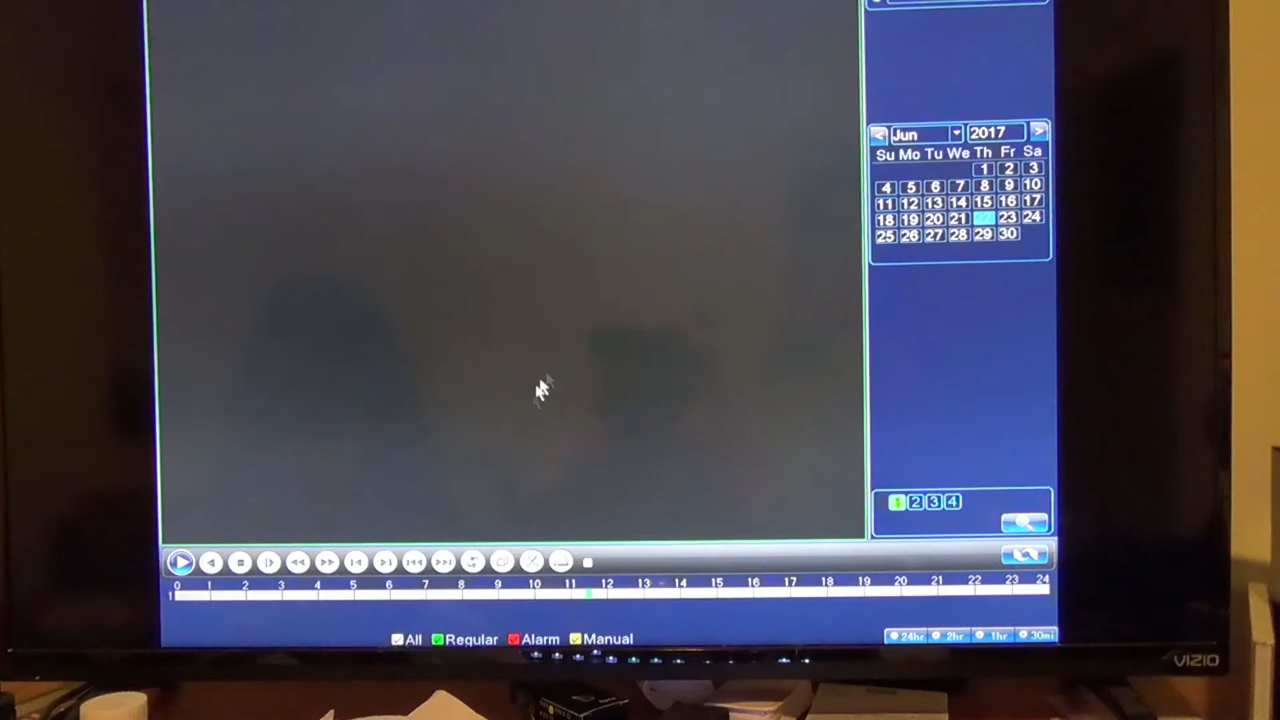 Jun 2017
Su Mo Tu We Th Fr Sa
1 2 3
4 5 6 7 8 9 10
11 12 13 14 15 16 17
18 19 20 21 22 23 24
25 26 27 28 29 30
1 2 3 4
0 1 2 3 4 5 6 7 8 9 10 11 12 13 14 15 16 17 18 19 20 21 22 23 24
1
All Regular Alarm Manual
24hr 2hr 1hr 30mi
VIZIO